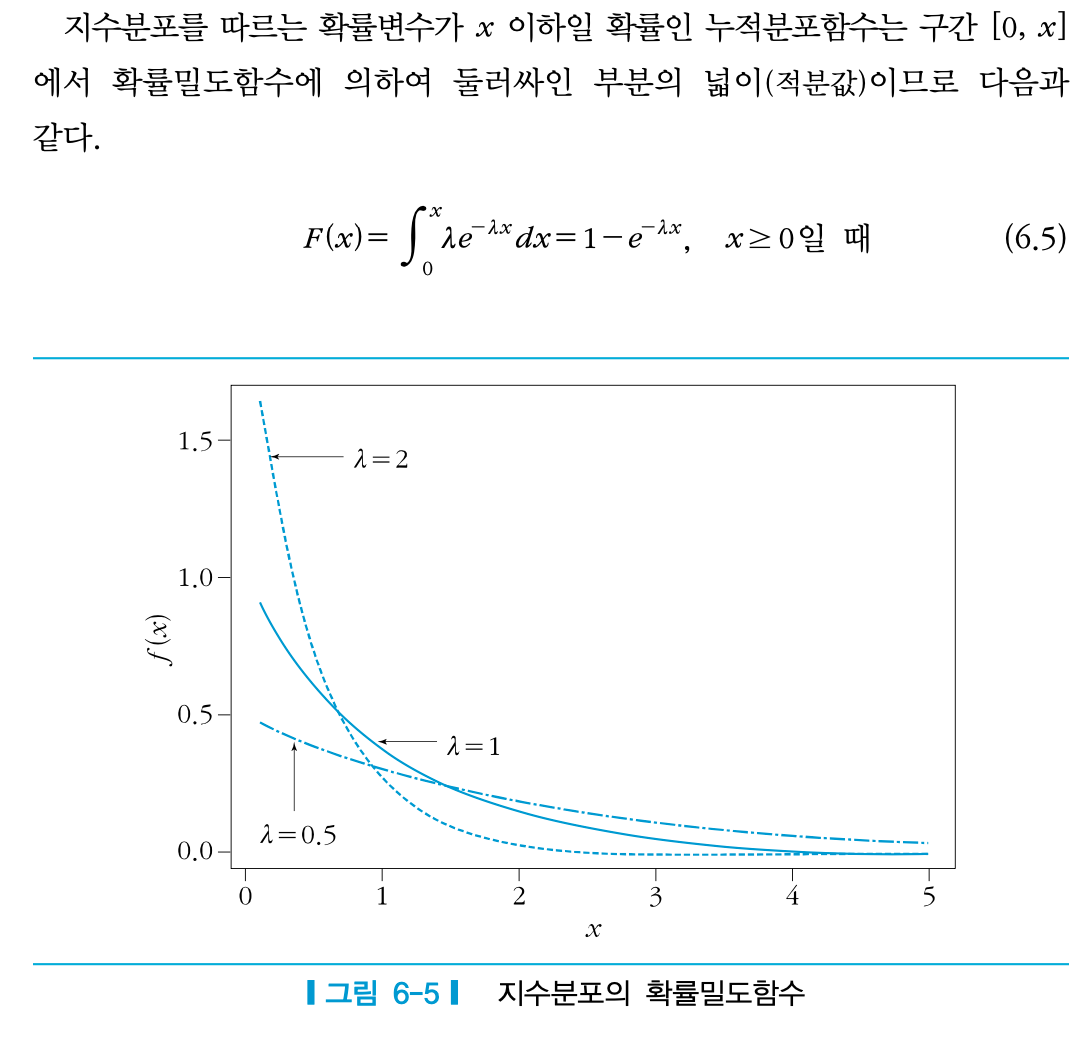 지수분포를 따르는 확률변수가 x 이하일 확률인 누적분포함수는 구간 [0, x]
에서 확률밀도함수에 의하여 둘러싸인 부분의 넓이(적분값)이므로 다음과
같다.
F(x)=∫₀ˣ λe^{-λx}dx=1-e^{-λx}, x≥0일 때 (6.5)
1.5
λ=2
1.0
f(x)
0.5
λ=1
λ=0.5
0.0
0 1 2 3 4 5
x
그림 6-5 지수분포의 확률밀도함수